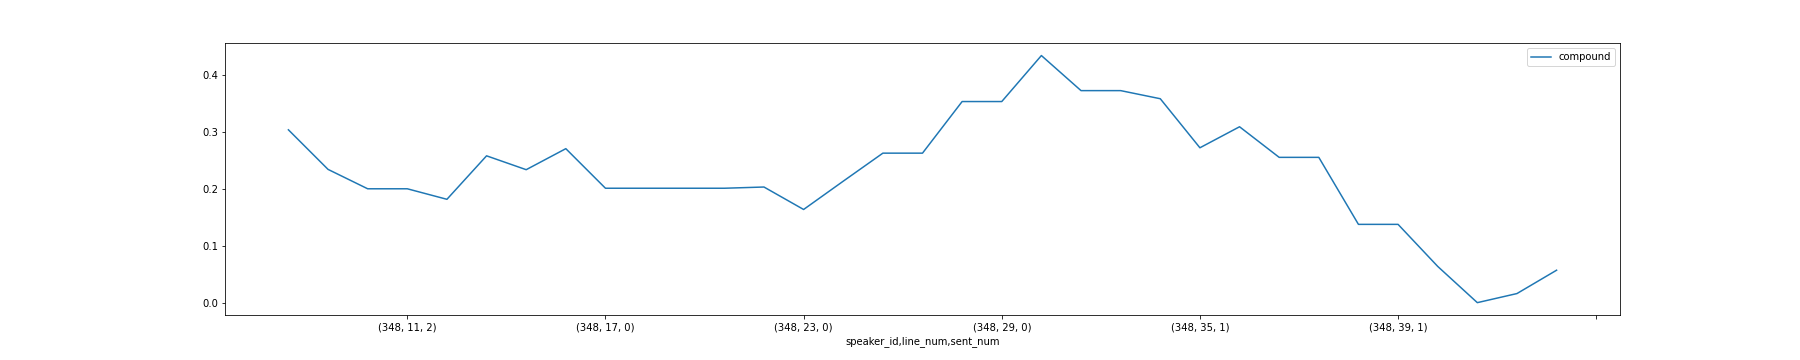 compound
0.4
0.3
0.2
0.1
0.0
(348, 11, 2) (348, 17, 0) (348, 23, 0) (348, 29, 0) (348, 35, 1) (348, 39, 1)
speaker_id,line_num,sent_num